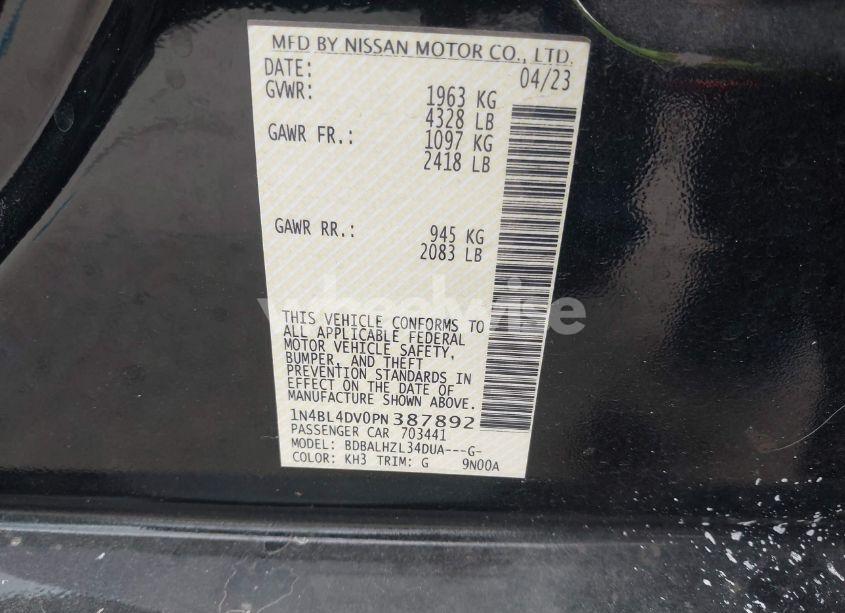 MFD BY NISSAN MOTOR CO., LTD.
DATE: 04/23
GVWR: 1963 KG
4328 LB
GAWR FR.: 1097 KG
2418 LB
GAWR RR.: 945 KG
2083 LB
wheelwise
THIS VEHICLE CONFORMS TO
ALL APPLICABLE FEDERAL
MOTOR VEHICLE SAFETY,
BUMPER, AND THEFT
PREVENTION STANDARDS IN
EFFECT ON THE DATE OF
MANUFACTURE SHOWN ABOVE.
1N4BL4DV0PN387892
PASSENGER CAR 703441
MODEL: BDBALHZL34DUA---G-
COLOR: KH3 TRIM: G 9N00A